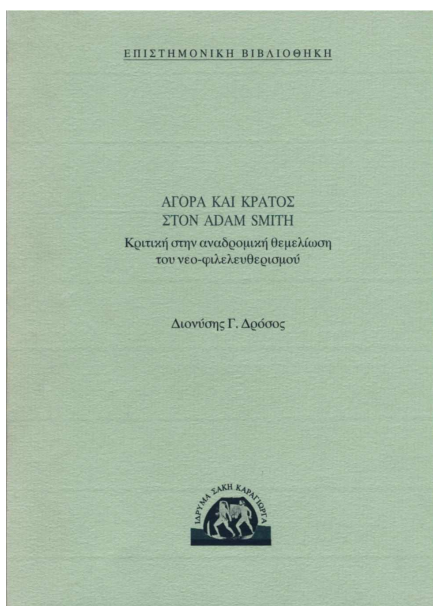 ΕΠΙΣΤΗΜΟΝΙΚΗ ΒΙΒΛΙΟΘΗΚΗ
ΑΓΟΡΑ ΚΑΙ ΚΡΑΤΟΣ
ΣΤΟΝ ADAM SMITH
Κριτική στην αναδρομική θεμελίωση
του νεο-φιλελευθερισμού
Διονύσης Γ. Δρόσος
ΙΔΡΥΜΑ ΣΑΚΗ ΚΑΡΑΓΙΩΡΓΑ